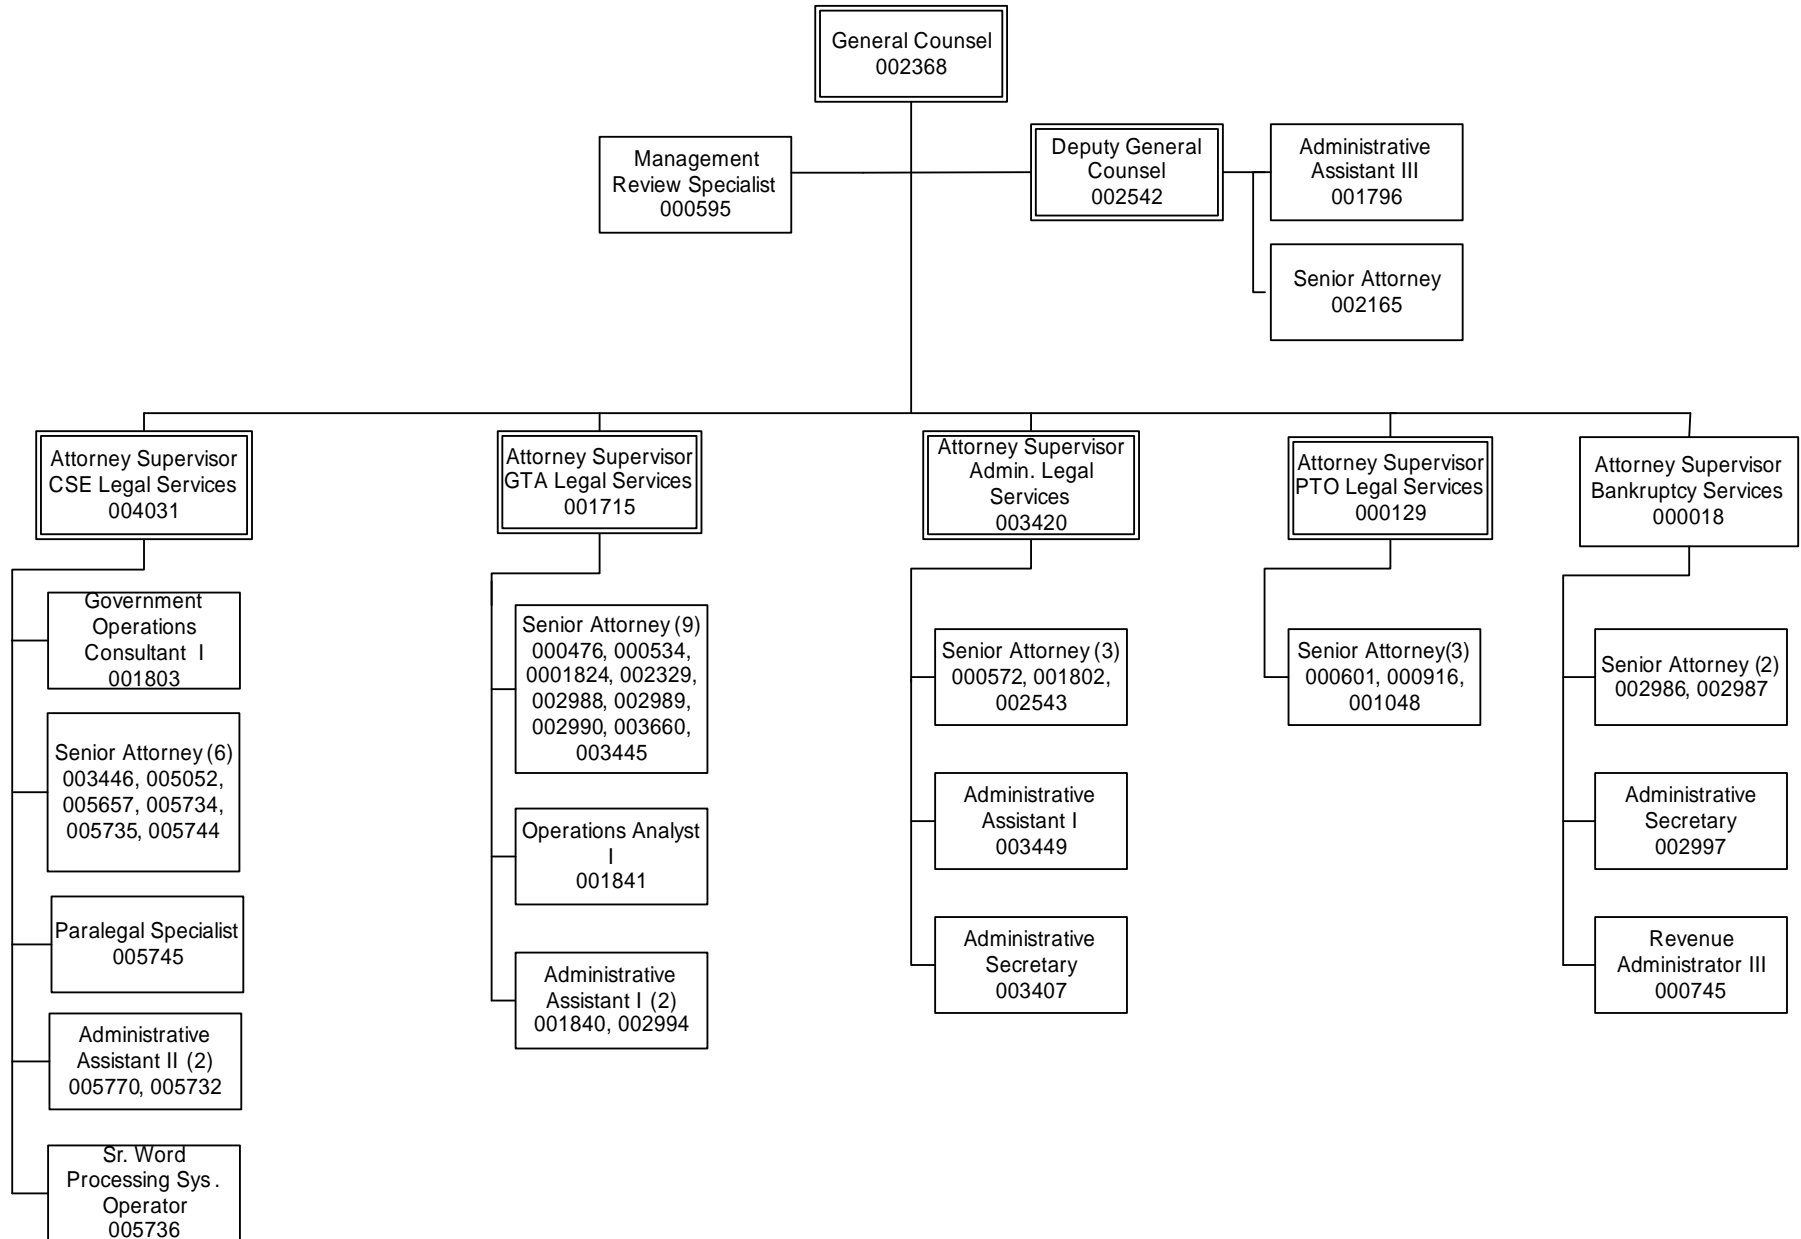 General Counsel
002368
Management
Review Specialist
000595
Deputy General
Counsel
002542
Administrative
Assistant III
001796
Senior Attorney
002165
Attorney Supervisor
CSE Legal Services
004031
Attorney Supervisor
GTA Legal Services
001715
Attorney Supervisor
Admin. Legal
Services
003420
Attorney Supervisor
PTO Legal Services
000129
Attorney Supervisor
Bankruptcy Services
000018
Government
Operations
Consultant I
001803
Senior Attorney (6)
003446, 005052,
005657, 005734,
005735, 005744
Paralegal Specialist
005745
Administrative
Assistant II (2)
005770, 005732
Sr. Word
Processing Sys.
Operator
005736
Senior Attorney (9)
000476, 000534,
0001824, 002329,
002988, 002989,
002990, 003660,
003445
Operations Analyst
I
001841
Administrative
Assistant I (2)
001840, 002994
Senior Attorney (3)
000572, 001802,
002543
Administrative
Assistant I
003449
Administrative
Secretary
003407
Senior Attorney(3)
000601, 000916,
001048
Senior Attorney (2)
002986, 002987
Administrative
Secretary
002997
Revenue
Administrator III
000745